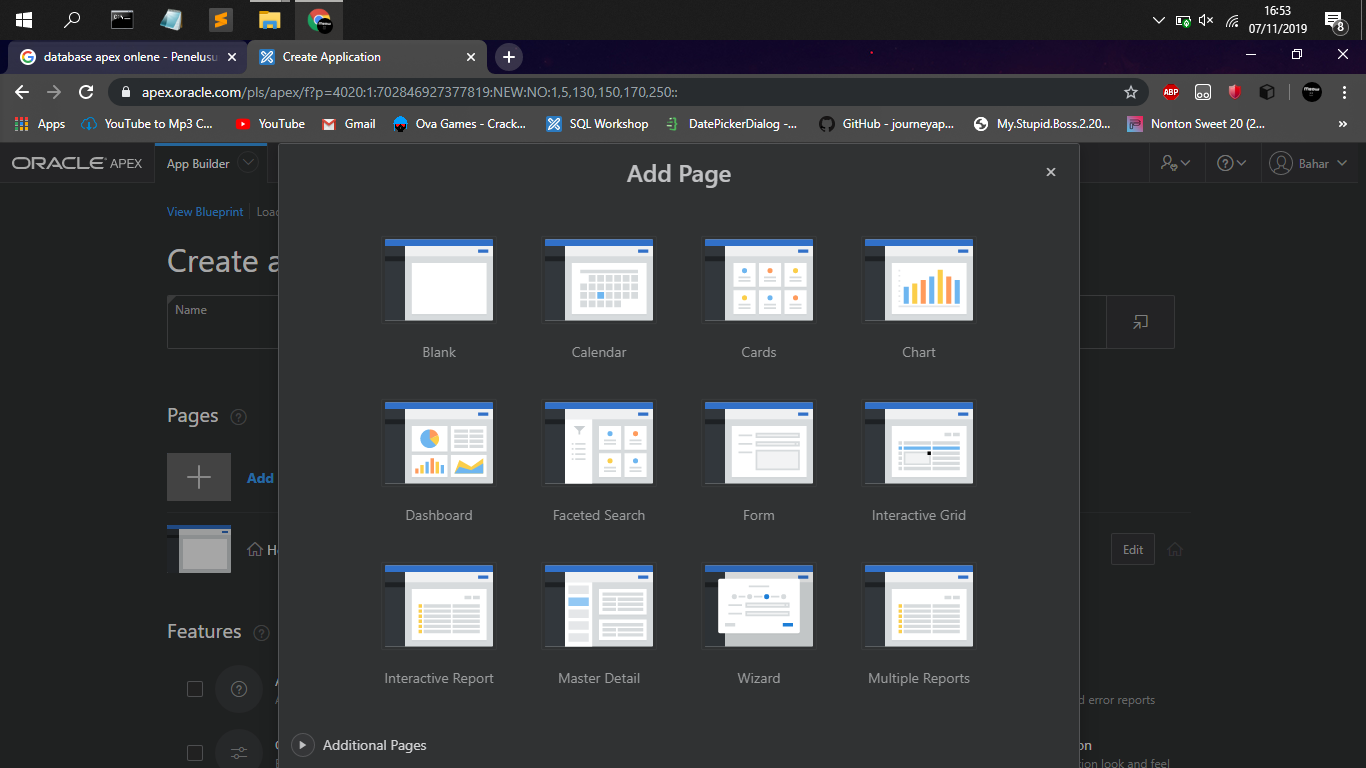 16:53
07/11/2019
8
database apex onlene - Penelusu
Create Application
apex.oracle.com/pls/apex/f?p=4020:1:702846927377819:NEW:NO:1,5,130,150,170,250::
ABP
Apps
YouTube to Mp3 C...
YouTube
Gmail
Ova Games - Crack...
SQL Workshop
DatePickerDialog -...
GitHub - journeyap...
My.Stupid.Boss.2.20...
Nonton Sweet 20 (2...
ORACLE APEX
App Builder
Bahar
View Blueprint
Loa
Create a
Name
Add Page
Blank
Calendar
Cards
Chart
Pages
Add
Dashboard
Faceted Search
Form
Interactive Grid
H
Edit
Interactive Report
Master Detail
Wizard
Multiple Reports
Features
d error reports
Additional Pages
on
tion look and feel